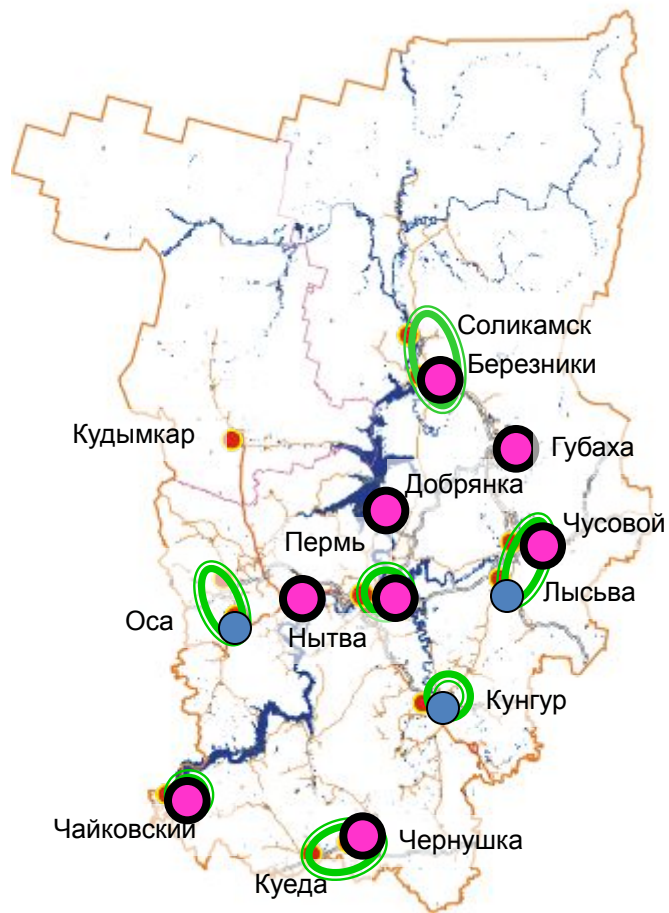 Соликамск
Березники
Кудымкар
Губаха
Добрянка
Чусовой
Пермь
Лысьва
Оса
Нытва
Кунгур
Чайковский
Чернушка
Куеда